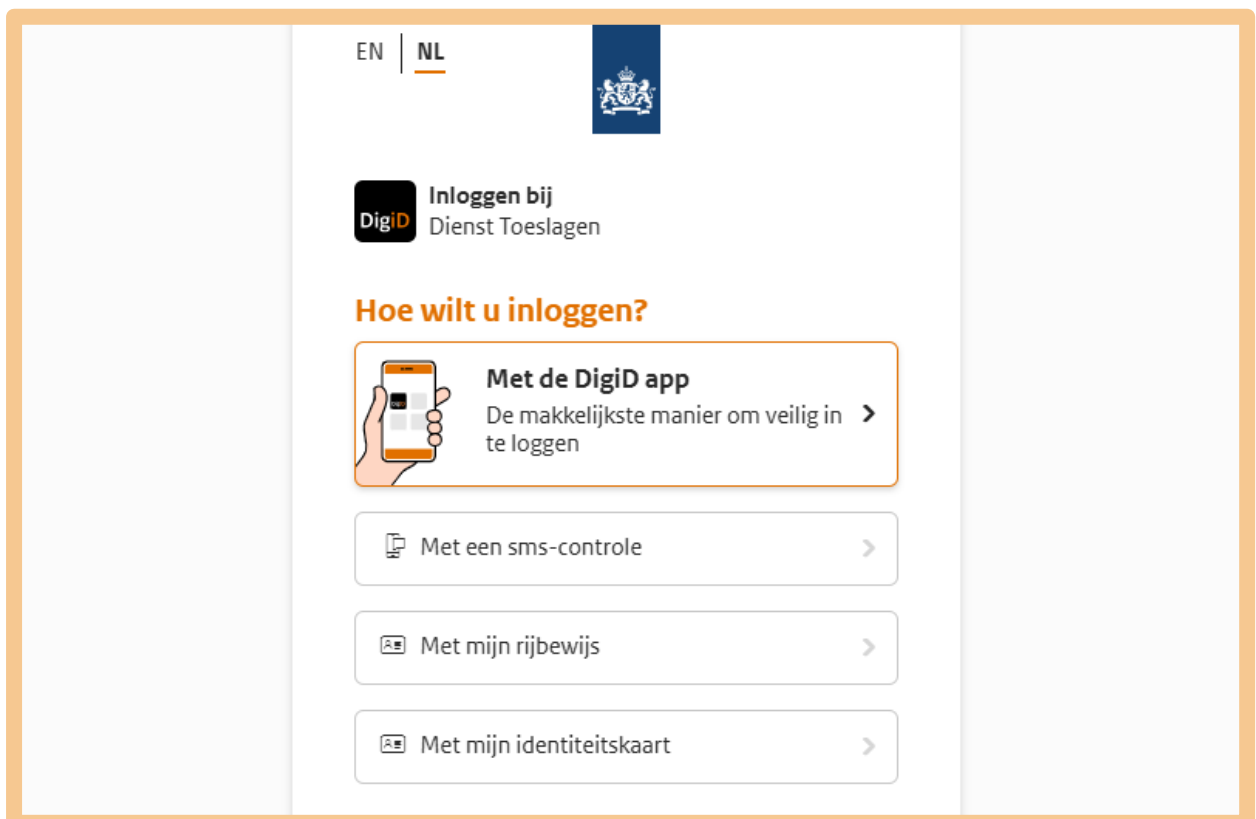 EN NL
DigiD
Inloggen bij
Dienst Toeslagen
Hoe wilt u inloggen?
Met de DigiD app
De makkelijkste manier om veilig in
te loggen
Met een sms-controle
Met mijn rijbewijs
Met mijn identiteitskaart